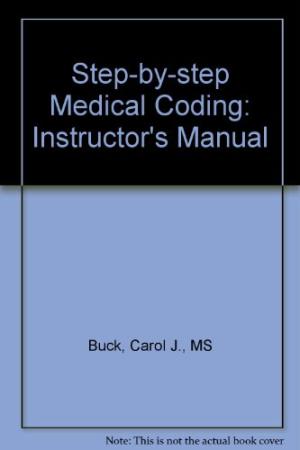 Step-by-step
Medical Coding:
Instructor's Manual
Buck, Carol J., MS
Note: This is not the actual book cover